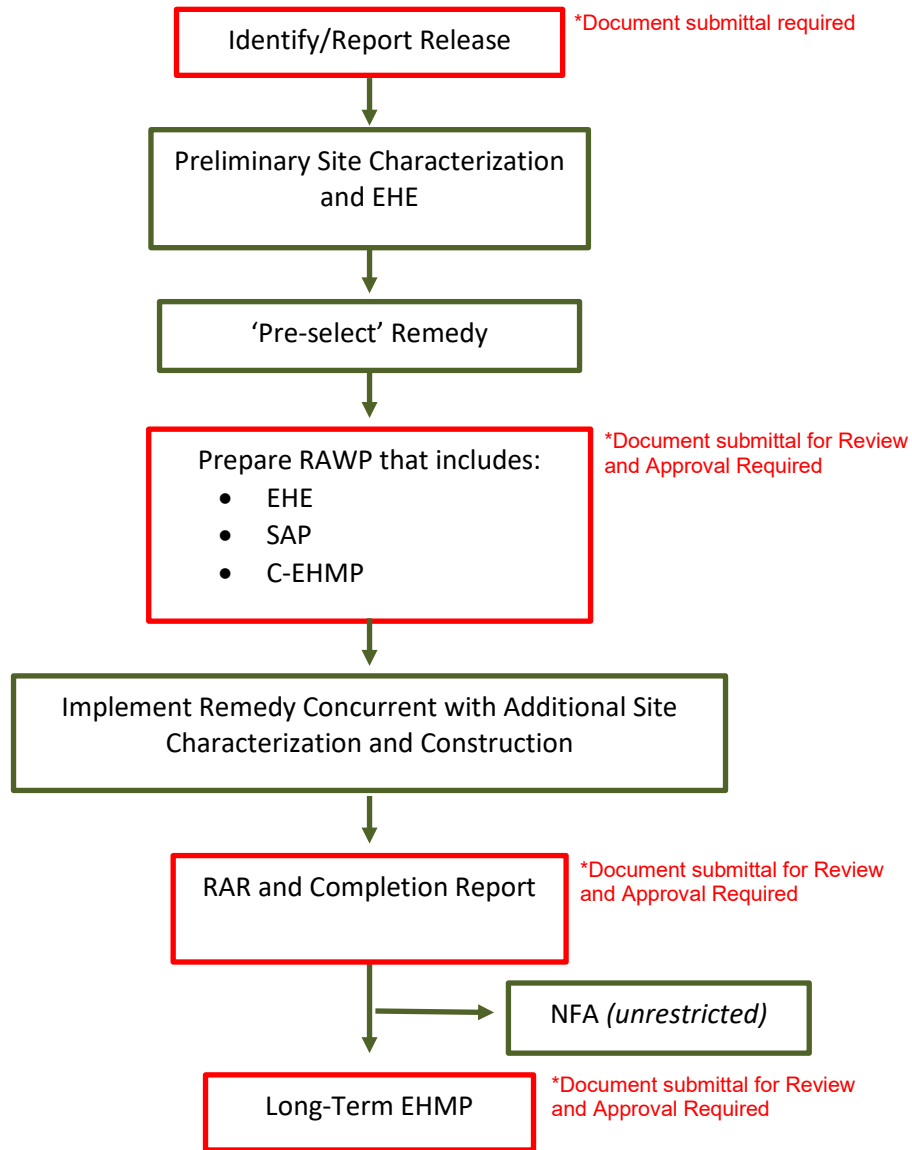 Identify/Report Release
*Document submittal required
Preliminary Site Characterization
and EHE
‘Pre-select’ Remedy
Prepare RAWP that includes:
• EHE
• SAP
• C-EHMP
*Document submittal for Review
and Approval Required
Implement Remedy Concurrent with Additional Site
Characterization and Construction
RAR and Completion Report
*Document submittal for Review
and Approval Required
NFA (unrestricted)
Long-Term EHMP
*Document submittal for Review
and Approval Required